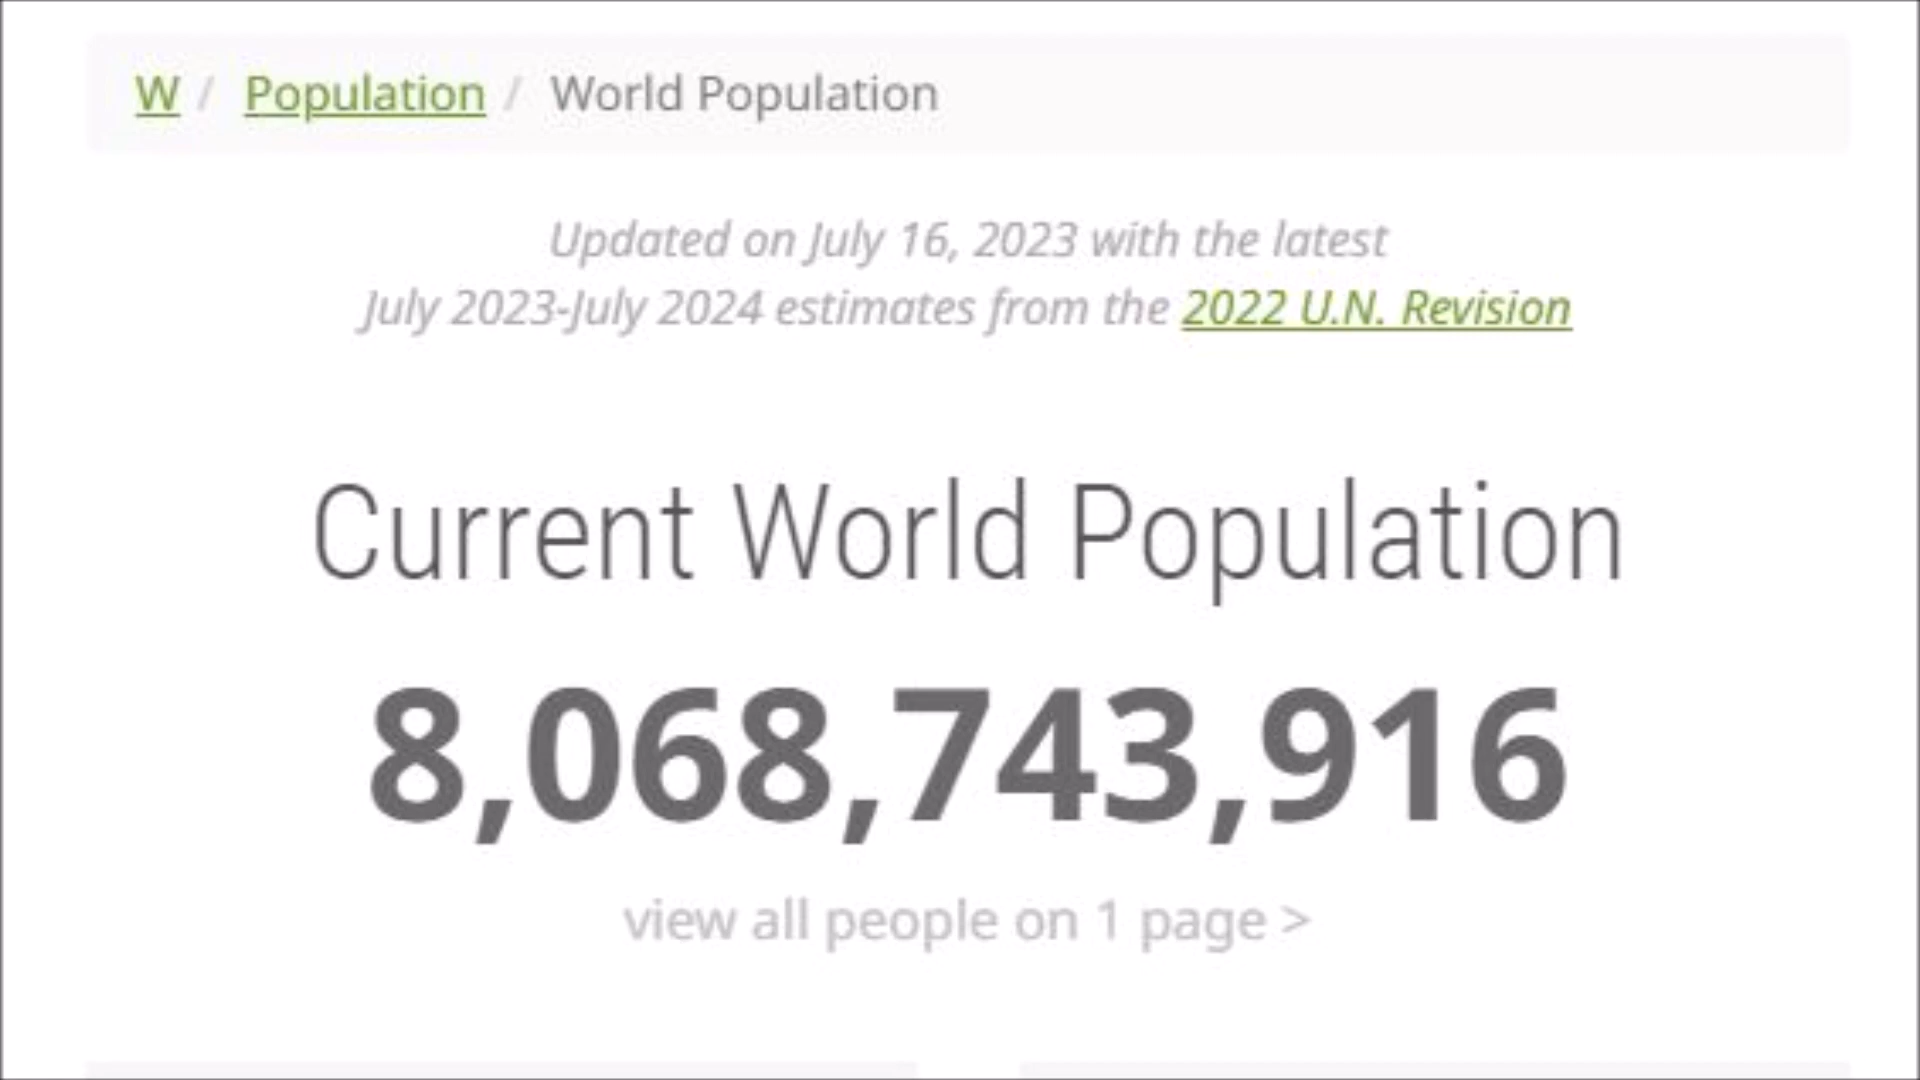 W / Population / World Population
Updated on July 16, 2023 with the latest
July 2023-July 2024 estimates from the 2022 U.N. Revision
Current World Population
8,068,743,916
view all people on 1 page >